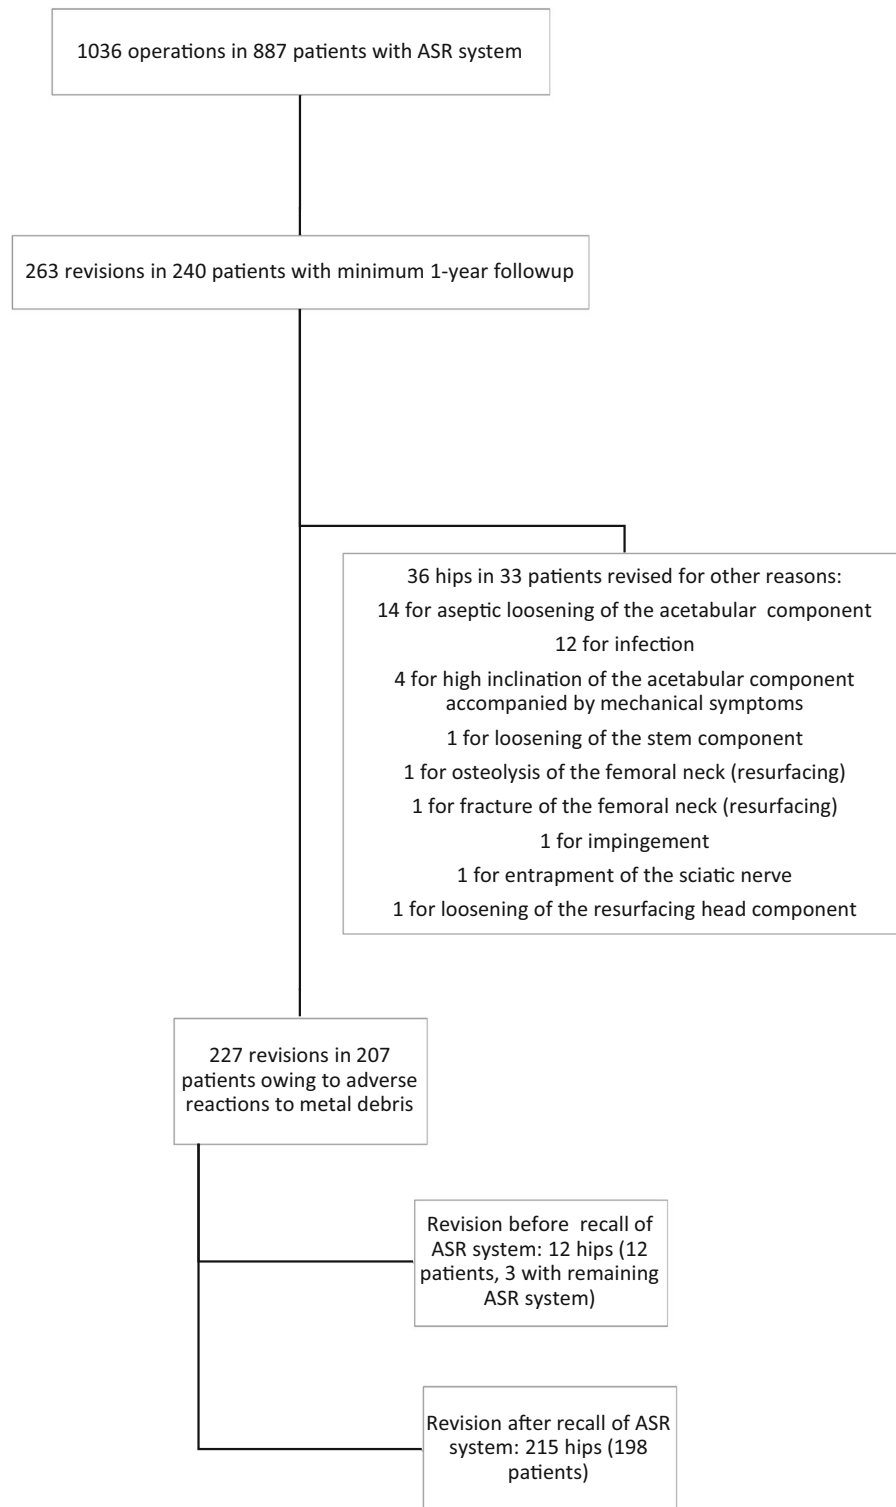 1036 operations in 887 patients with ASR system
263 revisions in 240 patients with minimum 1-year followup
36 hips in 33 patients revised for other reasons:
14 for aseptic loosening of the acetabular component
12 for infection
4 for high inclination of the acetabular component
accompanied by mechanical symptoms
1 for loosening of the stem component
1 for osteolysis of the femoral neck (resurfacing)
1 for fracture of the femoral neck (resurfacing)
1 for impingement
1 for entrapment of the sciatic nerve
1 for loosening of the resurfacing head component
227 revisions in 207
patients owing to adverse
reactions to metal debris
Revision before recall of
ASR system: 12 hips (12
patients, 3 with remaining
ASR system)
Revision after recall of ASR
system: 215 hips (198
patients)